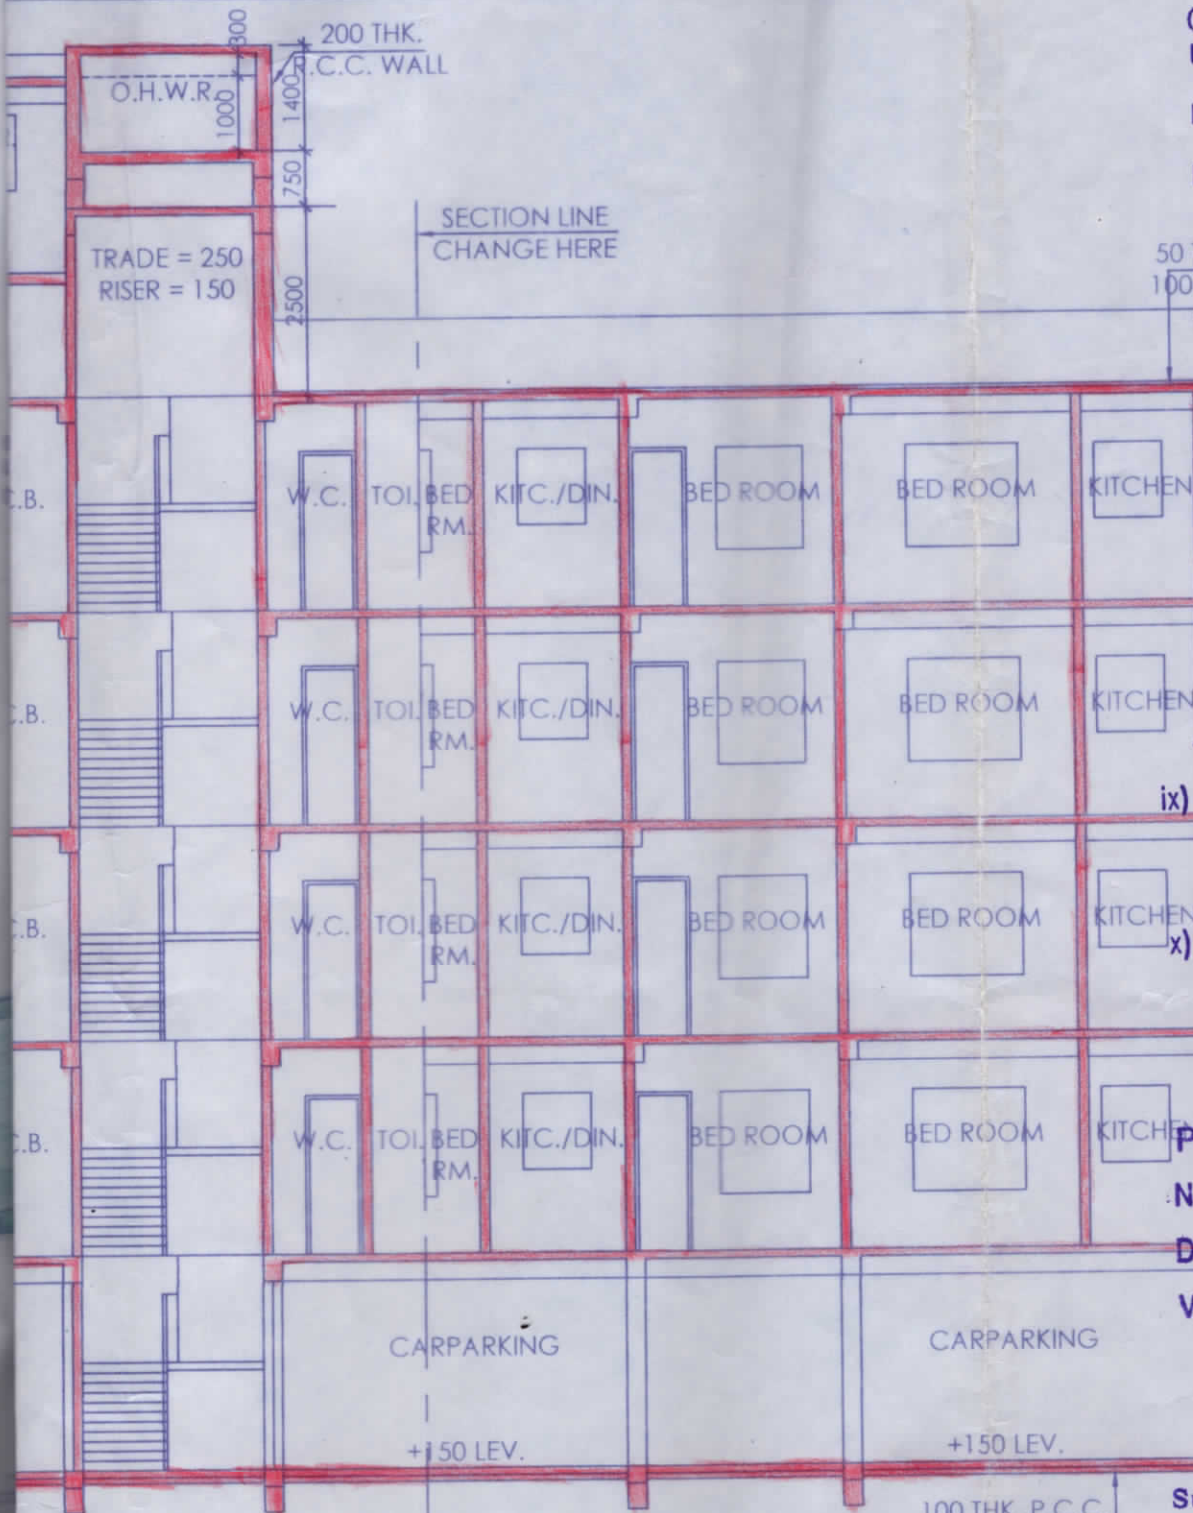 300
200 THK.
R.C.C. WALL
O.H.W.R.
1000
1400
750
SECTION LINE
CHANGE HERE
TRADE = 250
RISER = 150
2500
50
100
C.B.
W.C.
TOI.
BED
RM.
KITC./DIN.
BED ROOM
BED ROOM
KITCHEN
C.B.
W.C.
TOI.
BED
RM.
KITC./DIN.
BED ROOM
BED ROOM
KITCHEN
ix)
C.B.
W.C.
TOI.
BED
RM.
KITC./DIN.
BED ROOM
BED ROOM
KITCHEN
x)
C.B.
W.C.
TOI.
BED
RM.
KITC./DIN.
BED ROOM
BED ROOM
KITCHEN
P
N
D
V
CARPARKING
CARPARKING
+150 LEV.
+150 LEV.
100 THK. P.C.C